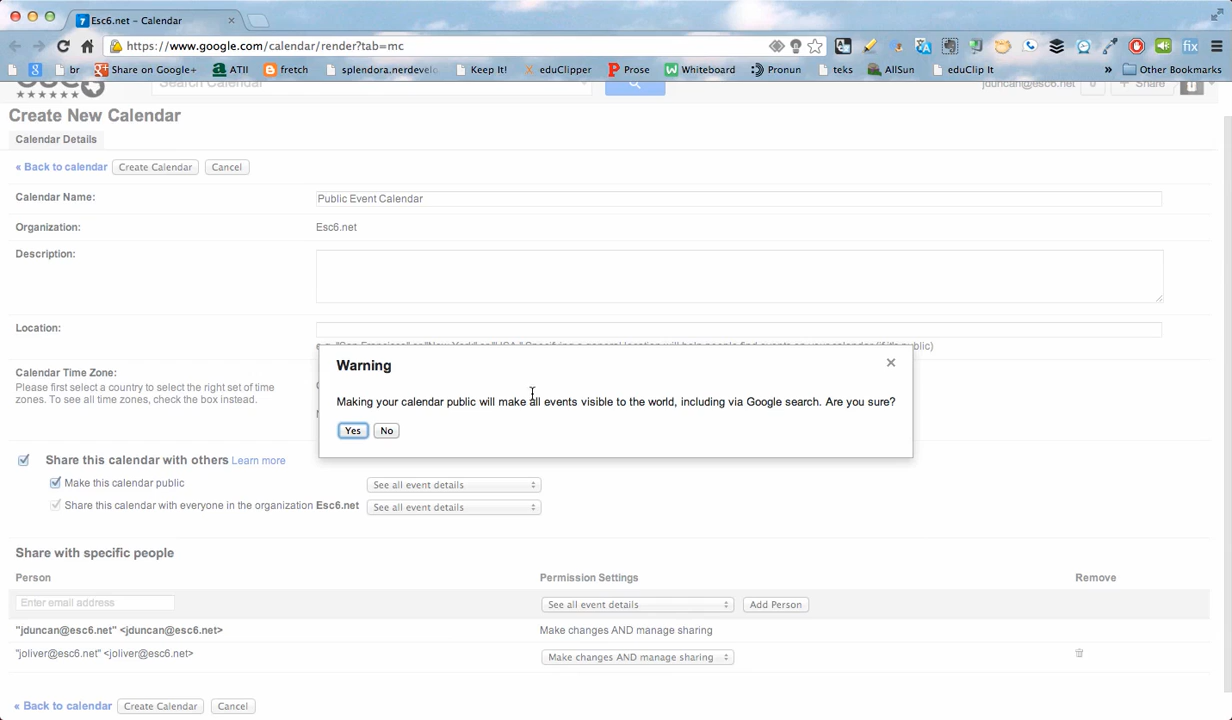 Esc6.net – Calendar
https://www.google.com/calendar/render?tab=mc
br Share on Google+ ATII fretch splendora.nerdevelo Keep It! eduClipper Prose Whiteboard Pronun teks AllSun eduClip It » Other Bookmarks
Search Calendar jduncan@esc6.net 0 + Share
Create New Calendar
Calendar Details
« Back to calendar Create Calendar Cancel
Calendar Name: Public Event Calendar
Organization: Esc6.net
Description:
Location:
Calendar Time Zone:
Please first select a country to select the right set of time
zones. To see all time zones, check the box instead.
Warning
Making your calendar public will make all events visible to the world, including via Google search. Are you sure?
Yes No
Share this calendar with others Learn more
Make this calendar public See all event details
Share this calendar with everyone in the organization Esc6.net See all event details
Share with specific people
Person Permission Settings Remove
Enter email address See all event details Add Person
"jduncan@esc6.net" <jduncan@esc6.net> Make changes AND manage sharing
"joliver@esc6.net" <joliver@esc6.net> Make changes AND manage sharing
« Back to calendar Create Calendar Cancel